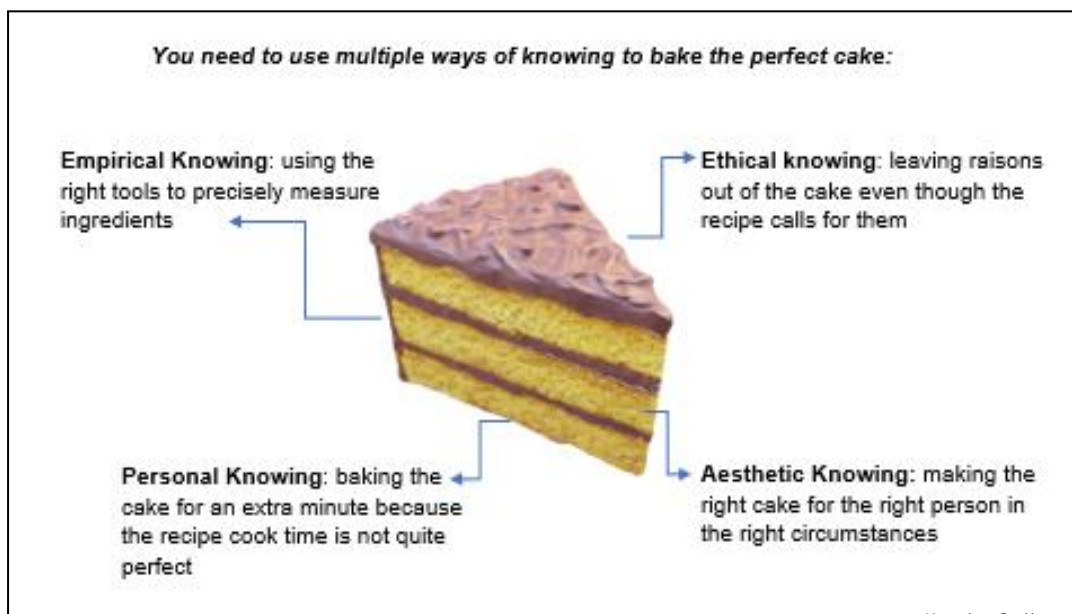 You need to use multiple ways of knowing to bake the perfect cake:
Empirical Knowing: using the
right tools to precisely measure
ingredients
Ethical knowing: leaving raisons
out of the cake even though the
recipe calls for them
Personal Knowing: baking the
cake for an extra minute because
the recipe cook time is not quite
perfect
Aesthetic Knowing: making the
right cake for the right person in
the right circumstances